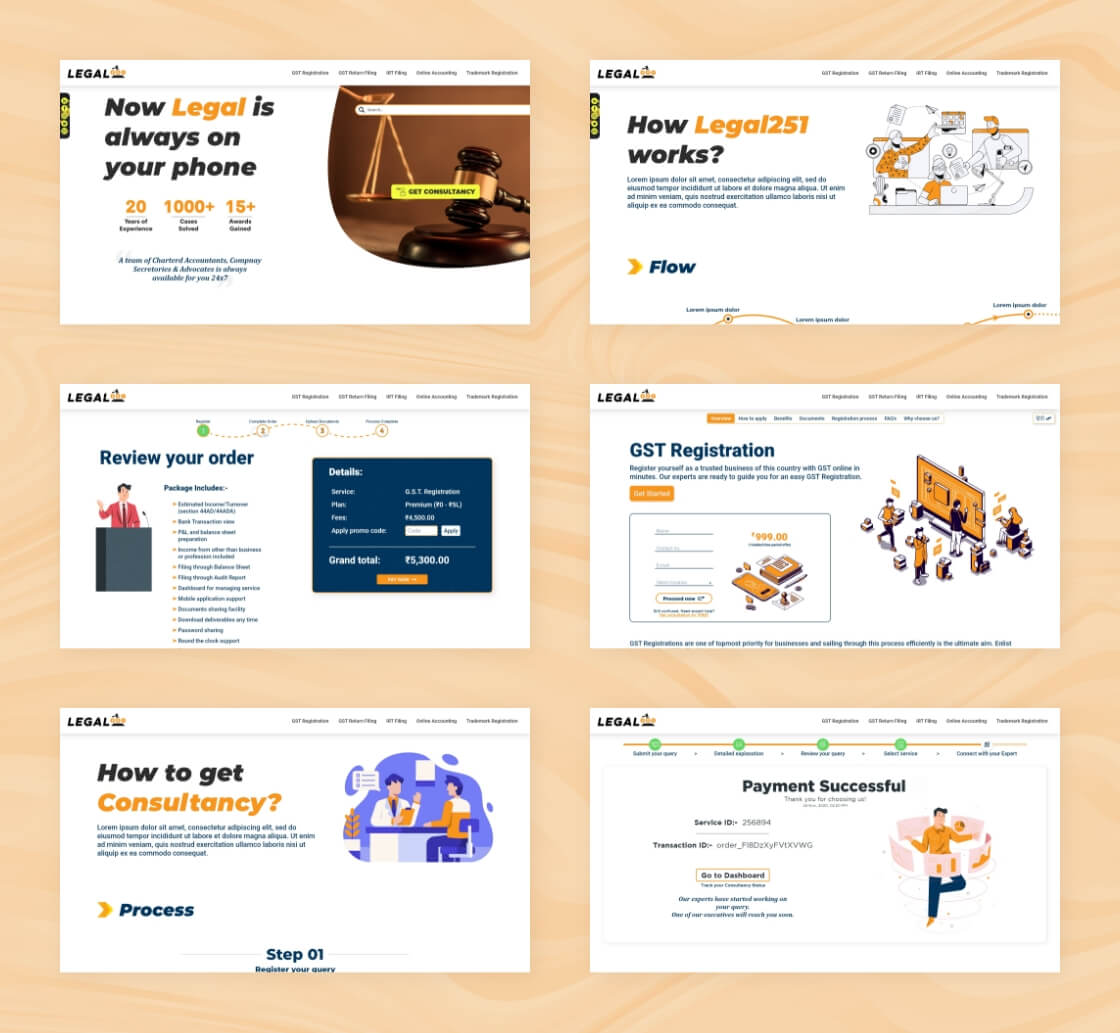 LEGAL
GST Registration GST Return Filing IRT Filing Online Accounting Trademark Registration
Now Legal is
always on
your phone
20 1000+ 15+
Years of Experience
Cases Solved
Awards Gained
A team of Charterd Accountants, Compnay
Secretories & Advocates is always
available for you 24x7
Search...
GET CONSULTANCY
LEGAL
GST Registration GST Return Filing IRT Filing Online Accounting Trademark Registration
How Legal251
works?
Lorem ipsum dolor sit amet, consectetur adipiscing elit, sed do
eiusmod tempor incididunt ut labore et dolore magna aliqua. Ut enim
ad minim veniam, quis nostrud exercitation ullamco laboris nisi ut
aliquip ex ea commodo consequat.
Flow
Lorem ipsum dolor
Lorem ipsum dolor
Lorem ipsum dolor
LEGAL
GST Registration GST Return Filing IRT Filing Online Accounting Trademark Registration
Register Complete Order Upload Documents Process Complete
1 2 3 4
Review your order
Package Includes:-
Estimated Income/Turnover
(section 44AD/44ADA)
Bank Transaction view
P&L and balance sheet
preparation
Income from other than business
or profession included
Filing through Balance Sheet
Filing through Audit Report
Dashboard for managing service
Mobile application support
Documents sharing facility
Download deliverables any time
Password sharing
Round the clock support
Details:
Service: G.S.T. Registration
Plan: Premium (₹0 - ₹5L)
Fees: ₹4,500.00
Apply promo code: Code Apply
Grand total: ₹5,300.00
PAY NOW
LEGAL
GST Registration GST Return Filing IRT Filing Online Accounting Trademark Registration
Overview How to apply Benefits Documents Registration process FAQs Why choose us?
GST Registration
Register yourself as a trusted business of this country with GST online in
minutes. Our experts are ready to guide you for an easy GST Registration.
Get Started
Name
Contact no.
E-mail
Proceed now
₹999.00
GST Registrations are one of topmost priority for businesses and sailing through this process efficiently is the ultimate aim. Enlist
LEGAL
GST Registration GST Return Filing IRT Filing Online Accounting Trademark Registration
How to get
Consultancy?
Lorem ipsum dolor sit amet, consectetur adipiscing elit, sed do
eiusmod tempor incididunt ut labore et dolore magna aliqua. Ut enim
ad minim veniam, quis nostrud exercitation ullamco laboris nisi ut
aliquip ex ea commodo consequat.
Process
Step 01
Register your query
LEGAL
GST Registration GST Return Filing IRT Filing Online Accounting Trademark Registration
Submit your query > Detailed explanation > Review your query > Select service > Connect with your Expert
Payment Successful
Thank you for choosing us!
Service ID:- 256894
Transaction ID:- order_FI8DzXyFVtXVWG
Go to Dashboard
Track your Consultancy Status
Our experts have started working on
your query.
One of our executives will reach you soon.